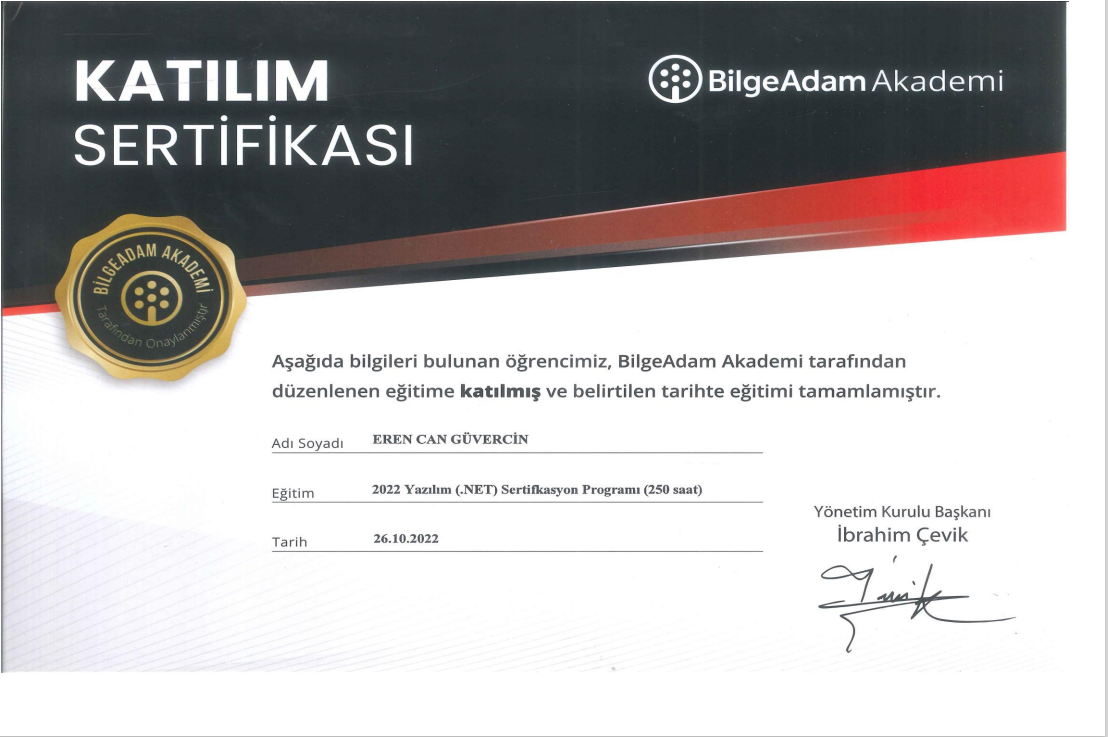 KATILIM
SERTİFİKASI
BilgeAdam Akademi
BİLGEADAM AKADEMİ
Tarafından Onaylanmıştır
Aşağıda bilgileri bulunan öğrencimiz, BilgeAdam Akademi tarafından
düzenlenen eğitime katılmış ve belirtilen tarihte eğitimi tamamlamıştır.
Adı Soyadı EREN CAN GÜVERCİN
Eğitim 2022 Yazılım (.NET) Sertifkasyon Programı (250 saat)
Tarih 26.10.2022
Yönetim Kurulu Başkanı
İbrahim Çevik